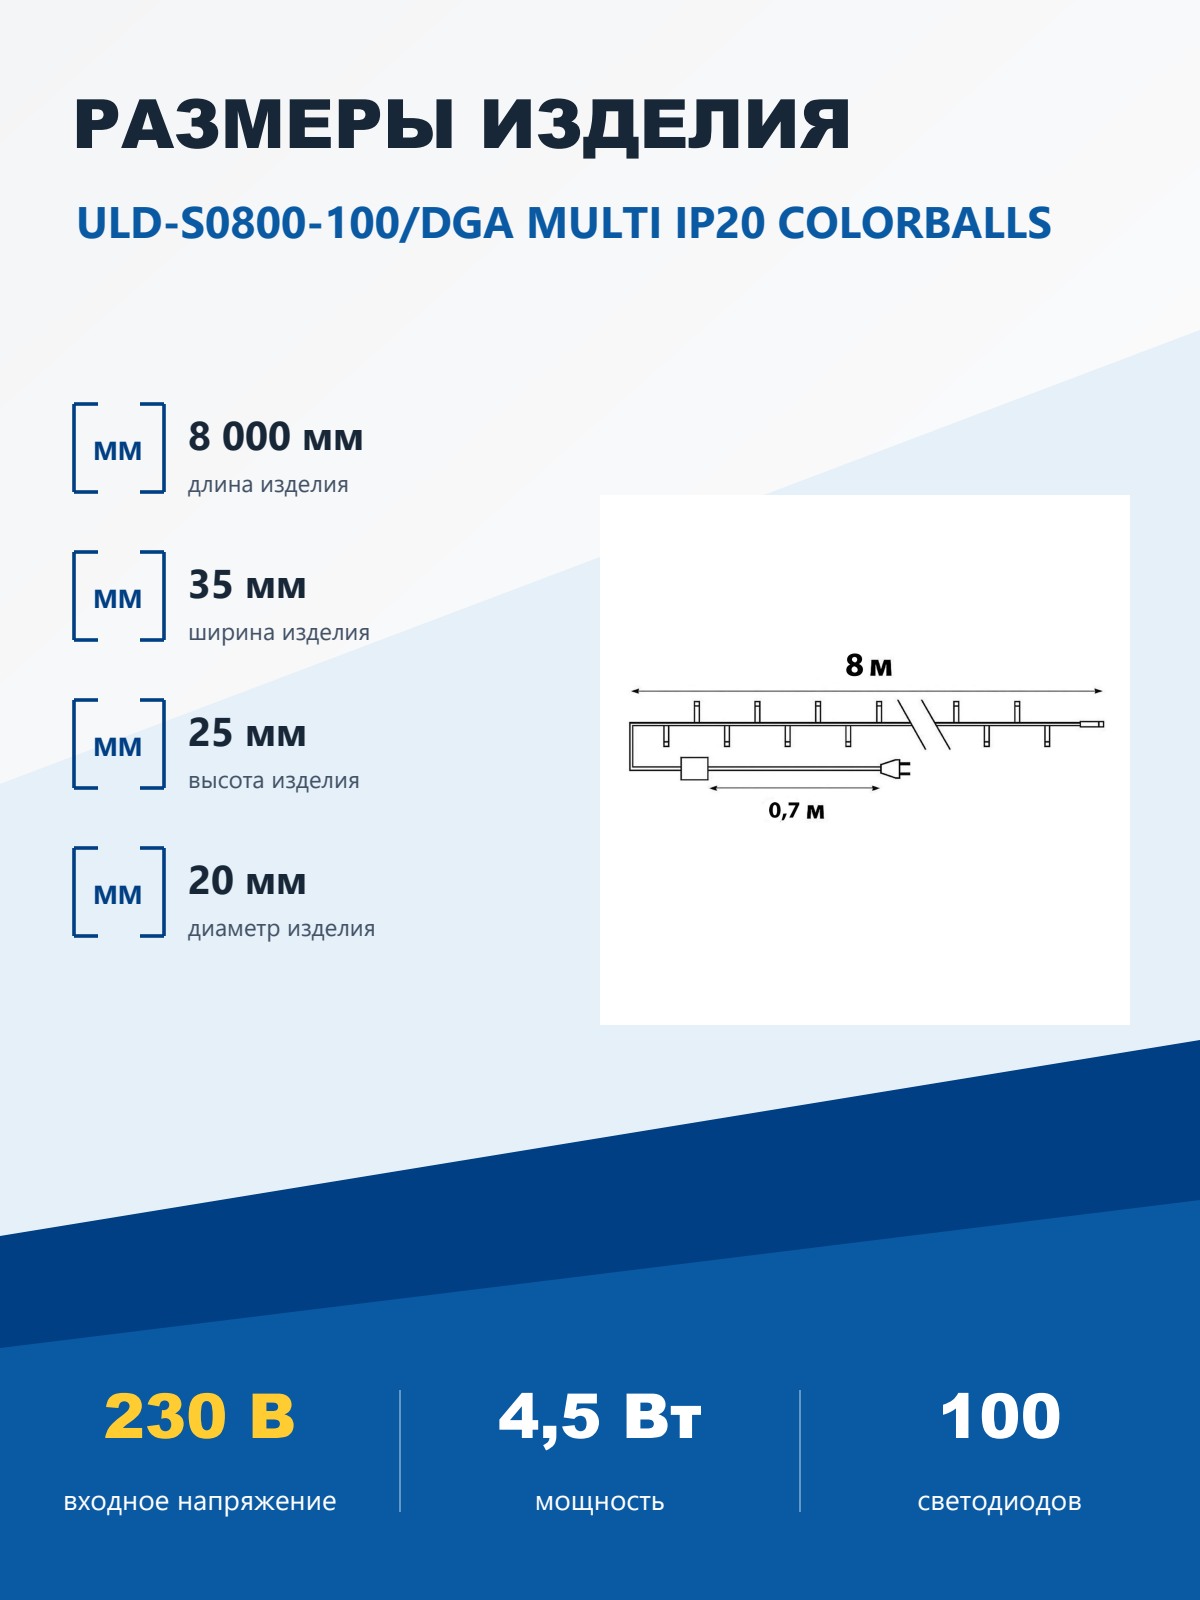 РАЗМЕРЫ ИЗДЕЛИЯ
ULD-S0800-100/DGA MULTI IP20 COLORBALLS
мм
8 000 мм
длина изделия
мм
35 мм
ширина изделия
мм
25 мм
высота изделия
мм
20 мм
диаметр изделия
8 м
0,7 м
230 В
входное напряжение
4,5 Вт
мощность
100
светодиодов